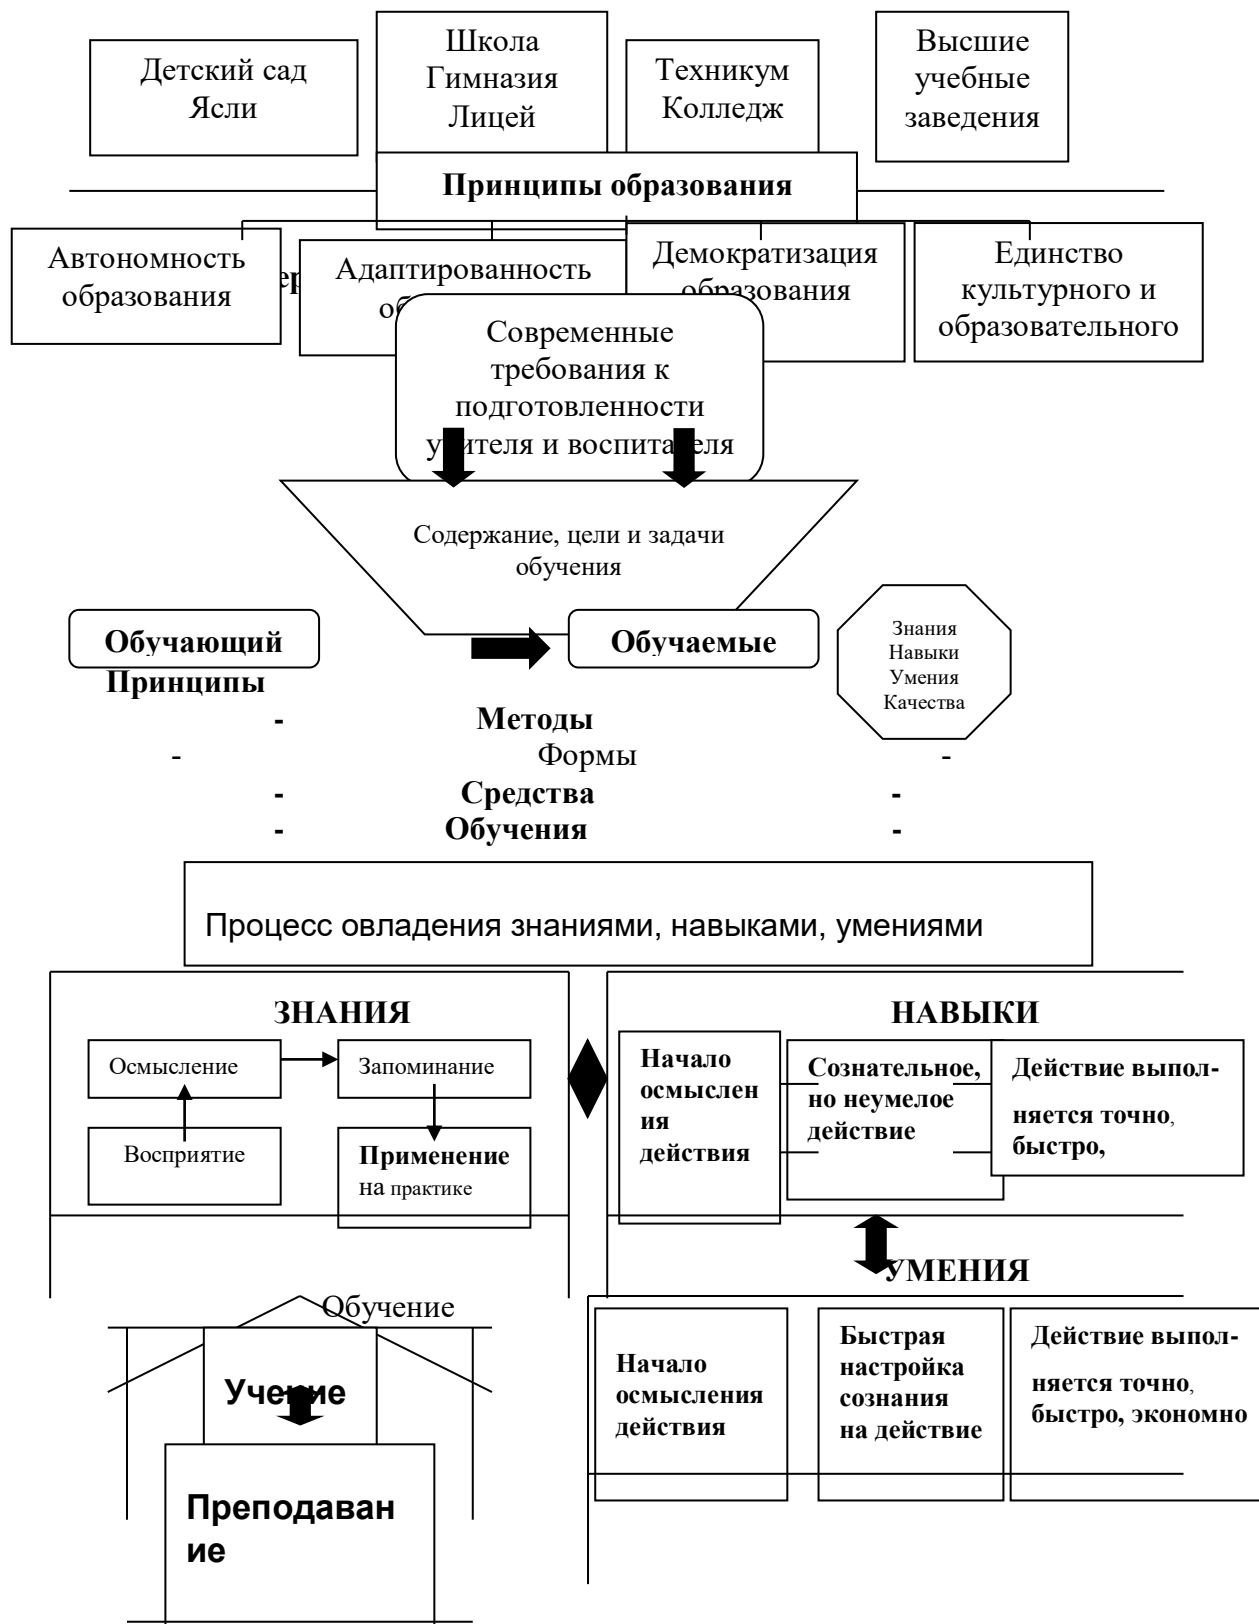 Детский сад
Ясли
Школа
Гимназия
Лицей
Техникум
Колледж
Высшие
учебные
заведения
Принципы образования
Автономность
образования
Адаптированность
Демократизация
образования
Единство
культурного и
образовательного
Современные
требования к
подготовленности
учителя и воспитателя
Содержание, цели и задачи
обучения
Обучающий
Обучаемые
Знания
Навыки
Умения
Качества
Принципы
- Методы
- Формы -
- Средства -
- Обучения -
Процесс овладения знаниями, навыками, умениями
ЗНАНИЯ
Осмысление
Запоминание
Восприятие
Применение
на практике
НАВЫКИ
Начало
осмыслен
ия
действия
Сознательное,
но неумелое
действие
Действие выпол-
няется точно,
быстро,
УМЕНИЯ
Начало
осмысления
действия
Быстрая
настройка
сознания
на действие
Действие выпол-
няется точно,
быстро, экономно
Обучение
Учение
Преподаван
ие